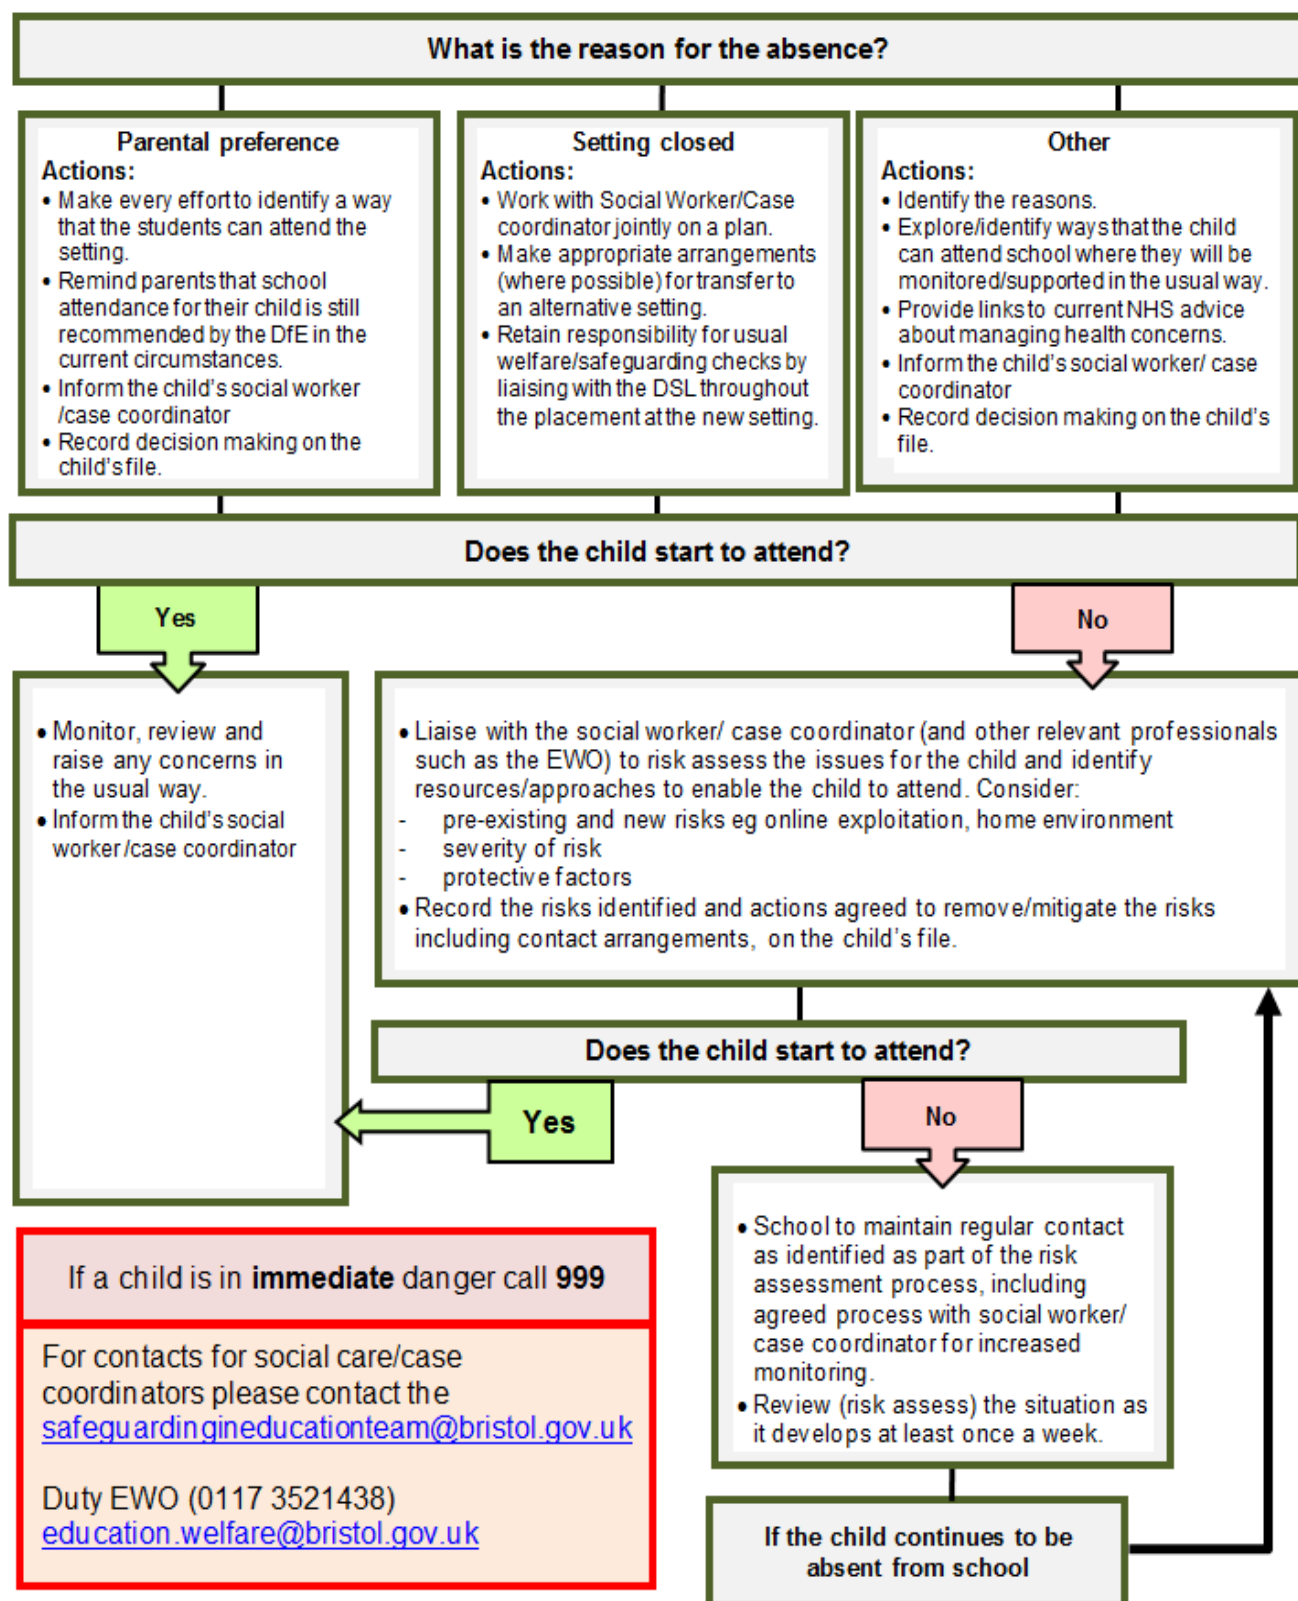 What is the reason for the absence?
Parental preference
Actions:
• Make every effort to identify a way
that the students can attend the
setting.
• Remind parents that school
attendance for their child is still
recommended by the DfE in the
current circumstances.
• Inform the child's social worker
/case coordinator
• Record decision making on the
child's file.
Setting closed
Actions:
• Work with Social Worker/Case
coordinator jointly on a plan.
• Make appropriate arrangements
(where possible) for transfer to
an alternative setting.
• Retain responsibility for usual
welfare/safeguarding checks by
liaising with the DSL throughout
the placement at the new setting.
Other
Actions:
• Identify the reasons.
• Explore/identify ways that the child
can attend school where they will be
monitored/supported in the usual way.
• Provide links to current NHS advice
about managing health concerns.
• Inform the child's social worker/ case
coordinator
• Record decision making on the child's
file.
Does the child start to attend?
Yes
No
• Monitor, review and
raise any concerns in
the usual way.
• Inform the child's social
worker/case coordinator
• Liaise with the social worker/ case coordinator (and other relevant professionals
such as the EWO) to risk assess the issues for the child and identify
resources/approaches to enable the child to attend. Consider:
- pre-existing and new risks eg online exploitation, home environment
- severity of risk
- protective factors
• Record the risks identified and actions agreed to remove/mitigate the risks
including contact arrangements, on the child's file.
Does the child start to attend?
Yes
No
• School to maintain regular contact
as identified as part of the risk
assessment process, including
agreed process with social worker/
case coordinator for increased
monitoring.
• Review (risk assess) the situation as
it develops at least once a week.
If the child continues to be
absent from school
If a child is in immediate danger call 999
For contacts for social care/case
coordinators please contact the
safeguardingineducationteam@bristol.gov.uk
Duty EWO (0117 3521438)
education.welfare@bristol.gov.uk